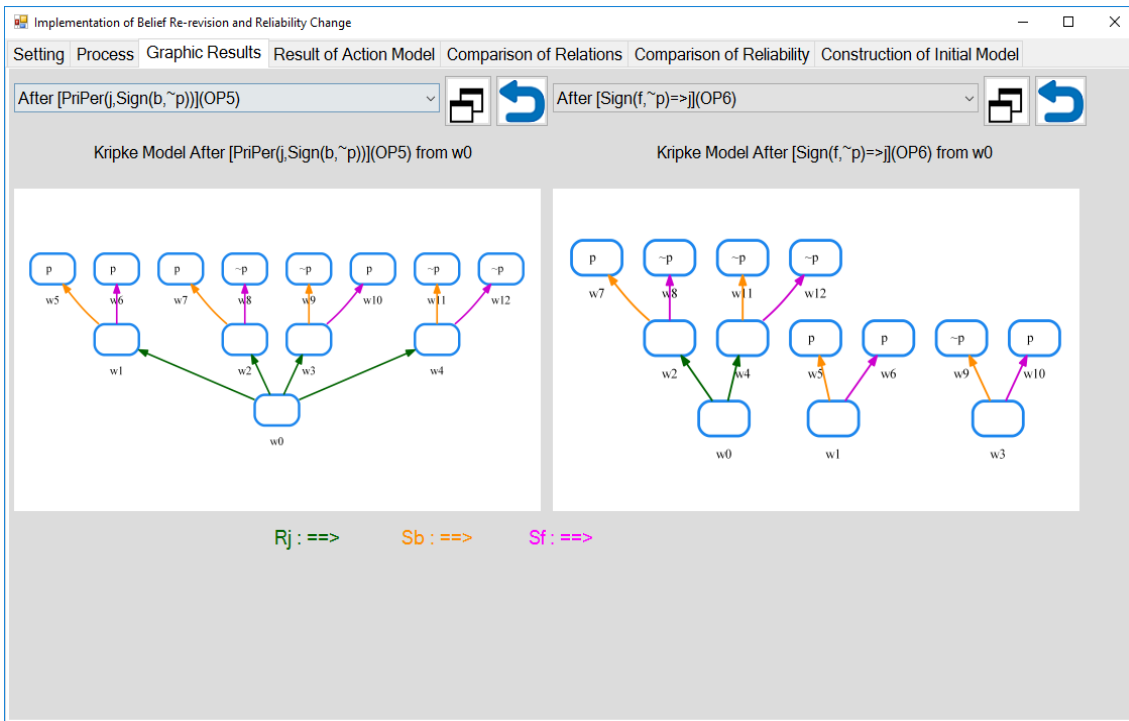 Implementation of Belief Re-revision and Reliability Change
Setting Process Graphic Results Result of Action Model Comparison of Relations Comparison of Reliability Construction of Initial Model
After [PriPer(j,Sign(b,~p))](OP5) After [Sign(f,~p)=>j](OP6)
Kripke Model After [PriPer(j,Sign(b,~p))](OP5) from w0
p p p ~p ~p p ~p ~p
w5 w6 w7 w8 w9 w10 w11 w12
w1 w2 w3 w4
w0
Kripke Model After [Sign(f,~p)=>j](OP6) from w0
p ~p ~p ~p
w7 w8 w11 w12
p p ~p p
w2 w4 w5 w6 w9 w10
w0 w1 w3
Rj : ==> Sb : ==> Sf : ==>